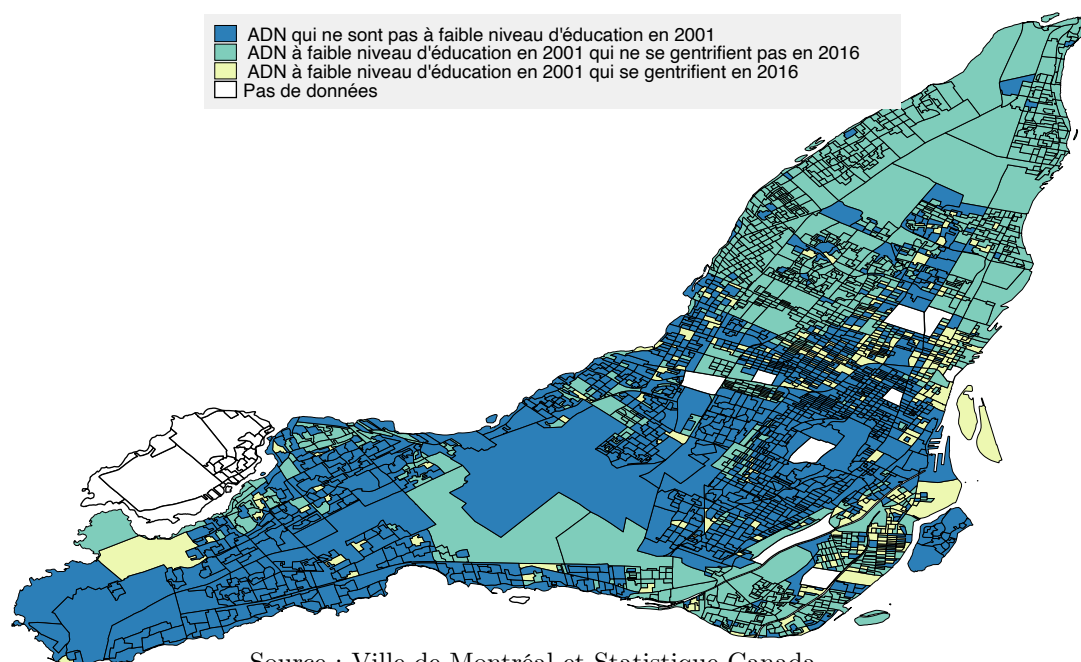 ADN qui ne sont pas à faible niveau d'éducation en 2001
ADN à faible niveau d'éducation en 2001 qui ne se gentrifient pas en 2016
ADN à faible niveau d'éducation en 2001 qui se gentrifient en 2016
Pas de données
Source : Ville de Montréal et Statistique Canada